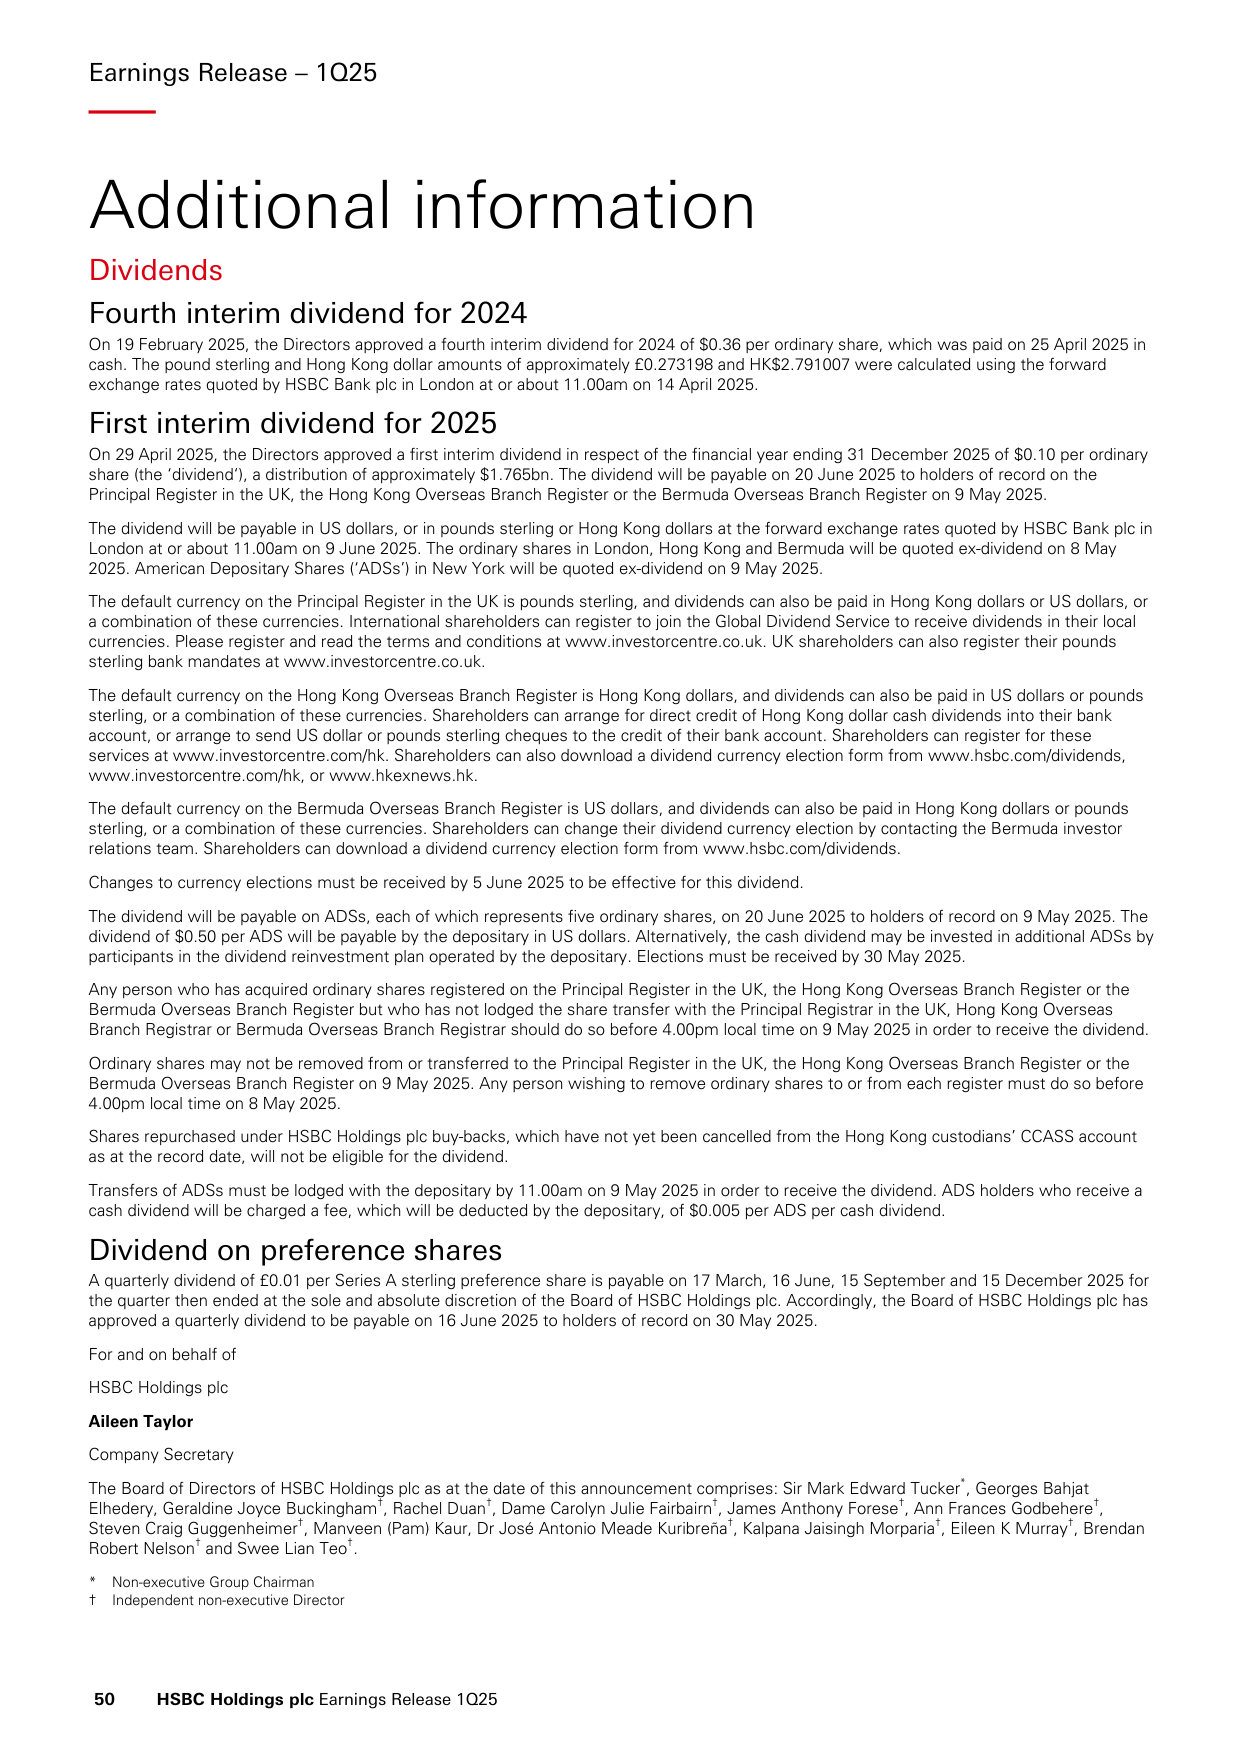 Earnings Release – 1Q25
Additional information
Dividends
Fourth interim dividend for 2024
On 19 February 2025, the Directors approved a fourth interim dividend for 2024 of $0.36 per ordinary share, which was paid on 25 April 2025 in
cash. The pound sterling and Hong Kong dollar amounts of approximately £0.273198 and HK$2.791007 were calculated using the forward
exchange rates quoted by HSBC Bank plc in London at or about 11.00am on 14 April 2025.
First interim dividend for 2025
On 29 April 2025, the Directors approved a first interim dividend in respect of the financial year ending 31 December 2025 of $0.10 per ordinary
share (the ‘dividend’), a distribution of approximately $1.765bn. The dividend will be payable on 20 June 2025 to holders of record on the
Principal Register in the UK, the Hong Kong Overseas Branch Register or the Bermuda Overseas Branch Register on 9 May 2025.
The dividend will be payable in US dollars, or in pounds sterling or Hong Kong dollars at the forward exchange rates quoted by HSBC Bank plc in
London at or about 11.00am on 9 June 2025. The ordinary shares in London, Hong Kong and Bermuda will be quoted ex-dividend on 8 May
2025. American Depositary Shares (‘ADSs’) in New York will be quoted ex-dividend on 9 May 2025.
The default currency on the Principal Register in the UK is pounds sterling, and dividends can also be paid in Hong Kong dollars or US dollars, or
a combination of these currencies. International shareholders can register to join the Global Dividend Service to receive dividends in their local
currencies. Please register and read the terms and conditions at www.investorcentre.co.uk. UK shareholders can also register their pounds
sterling bank mandates at www.investorcentre.co.uk.
The default currency on the Hong Kong Overseas Branch Register is Hong Kong dollars, and dividends can also be paid in US dollars or pounds
sterling, or a combination of these currencies. Shareholders can arrange for direct credit of Hong Kong dollar cash dividends into their bank
account, or arrange to send US dollar or pounds sterling cheques to the credit of their bank account. Shareholders can register for these
services at www.investorcentre.com/hk. Shareholders can also download a dividend currency election form from www.hsbc.com/dividends,
www.investorcentre.com/hk, or www.hkexnews.hk.
The default currency on the Bermuda Overseas Branch Register is US dollars, and dividends can also be paid in Hong Kong dollars or pounds
sterling, or a combination of these currencies. Shareholders can change their dividend currency election by contacting the Bermuda investor
relations team. Shareholders can download a dividend currency election form from www.hsbc.com/dividends.
Changes to currency elections must be received by 5 June 2025 to be effective for this dividend.
The dividend will be payable on ADSs, each of which represents five ordinary shares, on 20 June 2025 to holders of record on 9 May 2025. The
dividend of $0.50 per ADS will be payable by the depositary in US dollars. Alternatively, the cash dividend may be invested in additional ADSs by
participants in the dividend reinvestment plan operated by the depositary. Elections must be received by 30 May 2025.
Any person who has acquired ordinary shares registered on the Principal Register in the UK, the Hong Kong Overseas Branch Register or the
Bermuda Overseas Branch Register but who has not lodged the share transfer with the Principal Registrar in the UK, Hong Kong Overseas
Branch Registrar or Bermuda Overseas Branch Registrar should do so before 4.00pm local time on 9 May 2025 in order to receive the dividend.
Ordinary shares may not be removed from or transferred to the Principal Register in the UK, the Hong Kong Overseas Branch Register or the
Bermuda Overseas Branch Register on 9 May 2025. Any person wishing to remove ordinary shares to or from each register must do so before
4.00pm local time on 8 May 2025.
Shares repurchased under HSBC Holdings plc buy-backs, which have not yet been cancelled from the Hong Kong custodians’ CCASS account
as at the record date, will not be eligible for the dividend.
Transfers of ADSs must be lodged with the depositary by 11.00am on 9 May 2025 in order to receive the dividend. ADS holders who receive a
cash dividend will be charged a fee, which will be deducted by the depositary, of $0.005 per ADS per cash dividend.
Dividend on preference shares
A quarterly dividend of £0.01 per Series A sterling preference share is payable on 17 March, 16 June, 15 September and 15 December 2025 for
the quarter then ended at the sole and absolute discretion of the Board of HSBC Holdings plc. Accordingly, the Board of HSBC Holdings plc has
approved a quarterly dividend to be payable on 16 June 2025 to holders of record on 30 May 2025.
For and on behalf of
HSBC Holdings plc
Aileen Taylor
Company Secretary
The Board of Directors of HSBC Holdings plc as at the date of this announcement comprises: Sir Mark Edward Tucker*, Georges Bahjat
Elhedery, Geraldine Joyce Buckingham†, Rachel Duan†, Dame Carolyn Julie Fairbairn†, James Anthony Forese†, Ann Frances Godbehere†,
Steven Craig Guggenheimer†, Manveen (Pam) Kaur, Dr José Antonio Meade Kuribreña†, Kalpana Jaisingh Morparia†, Eileen K Murray†, Brendan
Robert Nelson† and Swee Lian Teo†.
* Non-executive Group Chairman
† Independent non-executive Director
50 HSBC Holdings plc Earnings Release 1Q25